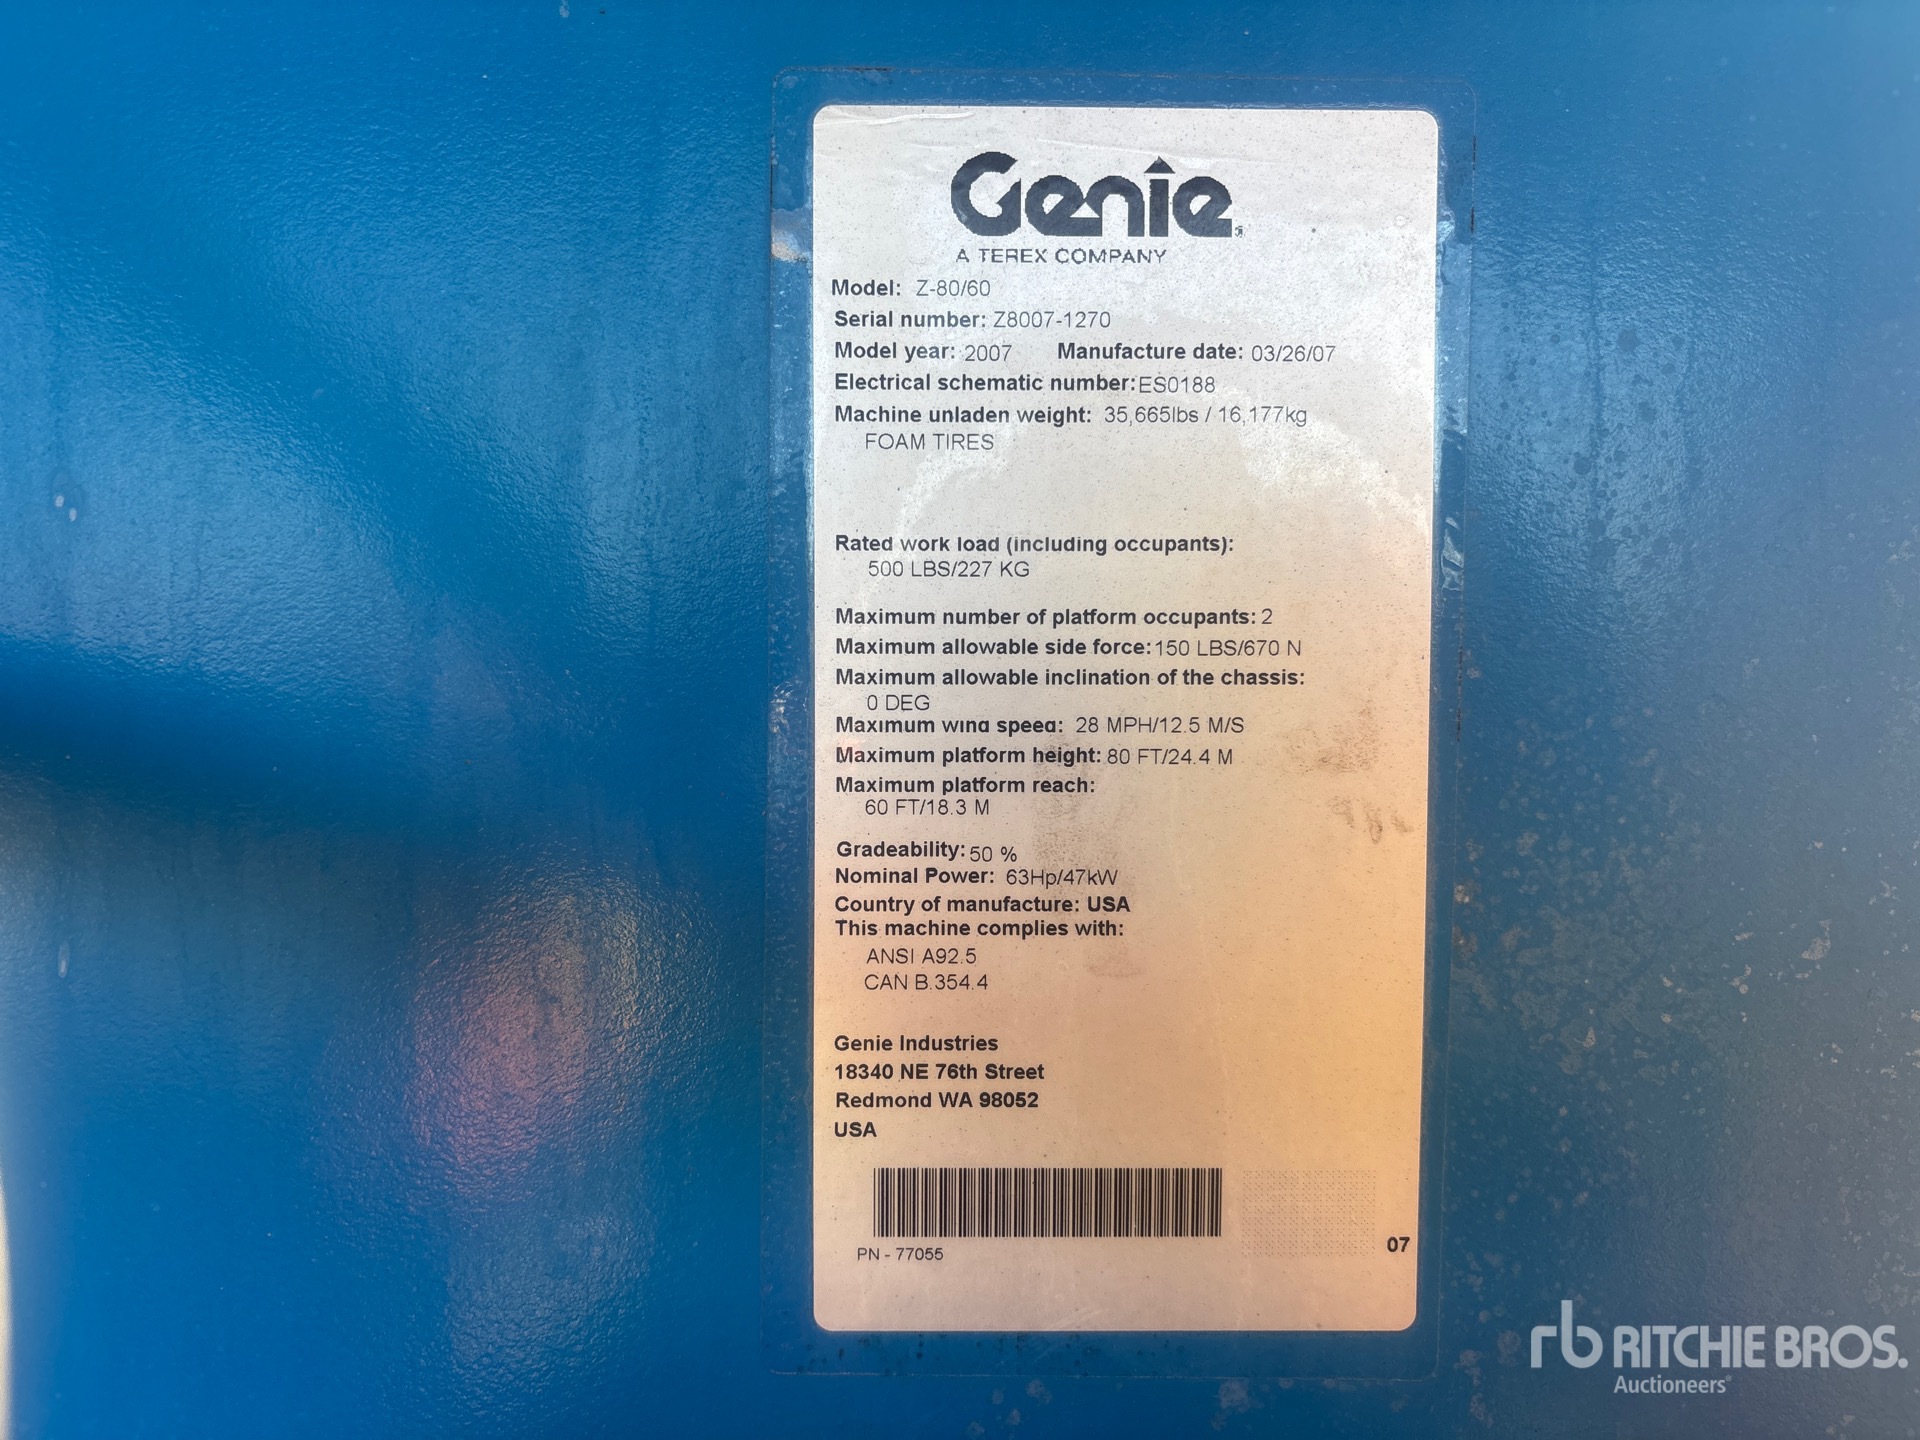 Genie
A TEREX COMPANY
Model: Z-80/60
Serial number: Z8007-1270
Model year: 2007 Manufacture date: 03/26/07
Electrical schematic number: ES0188
Machine unladen weight: 35,665lbs / 16,177kg
FOAM TIRES
Rated work load (including occupants):
500 LBS/227 KG
Maximum number of platform occupants: 2
Maximum allowable side force: 150 LBS/670 N
Maximum allowable inclination of the chassis:
0 DEG
Maximum wind speed: 28 MPH/12.5 M/S
Maximum platform height: 80 FT/24.4 M
Maximum platform reach:
60 FT/18.3 M
Gradeability: 50 %
Nominal Power: 63Hp/47kW
Country of manufacture: USA
This machine complies with:
ANSI A92.5
CAN B.354.4
Genie Industries
18340 NE 76th Street
Redmond WA 98052
USA
PN - 77055
07
rb RITCHIE BROS.
Auctioneers